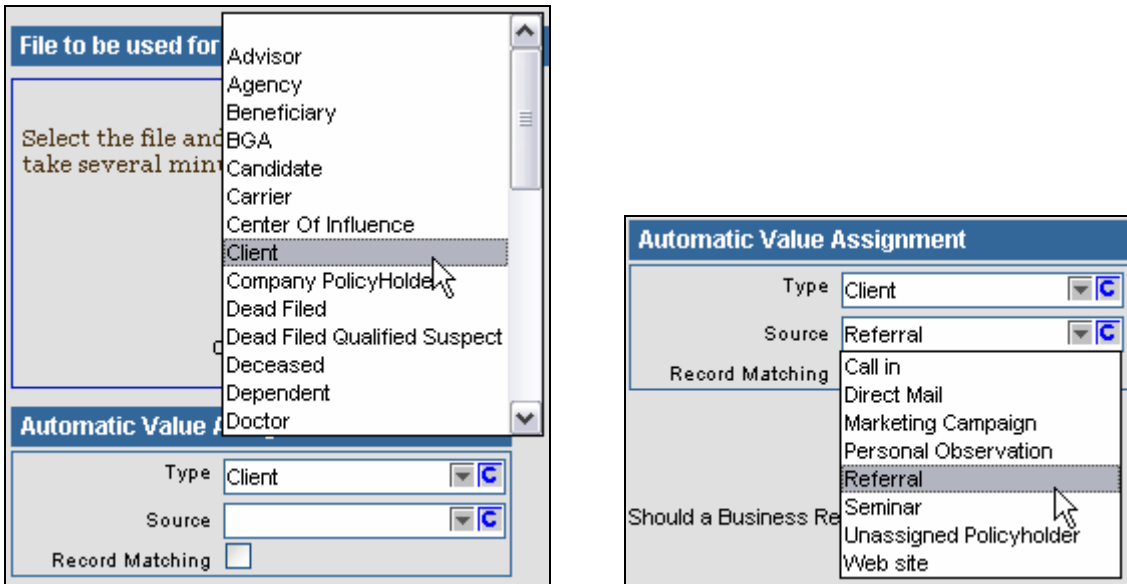 File to be used for
Select the file and
take several min
Advisor
Agency
Beneficiary
BGA
Candidate
Carrier
Center Of Influence
Client
Company PolicyHolder
Dead Filed
Dead Filed Qualified Suspect
Deceased
Dependent
Doctor
Automatic Value
Type Client C
Source C
Record Matching
Automatic Value Assignment
Type Client C
Source Referral C
Record Matching
Call in
Direct Mail
Marketing Campaign
Personal Observation
Referral
Seminar
Unassigned Policyholder
Web site
Should a Business Re